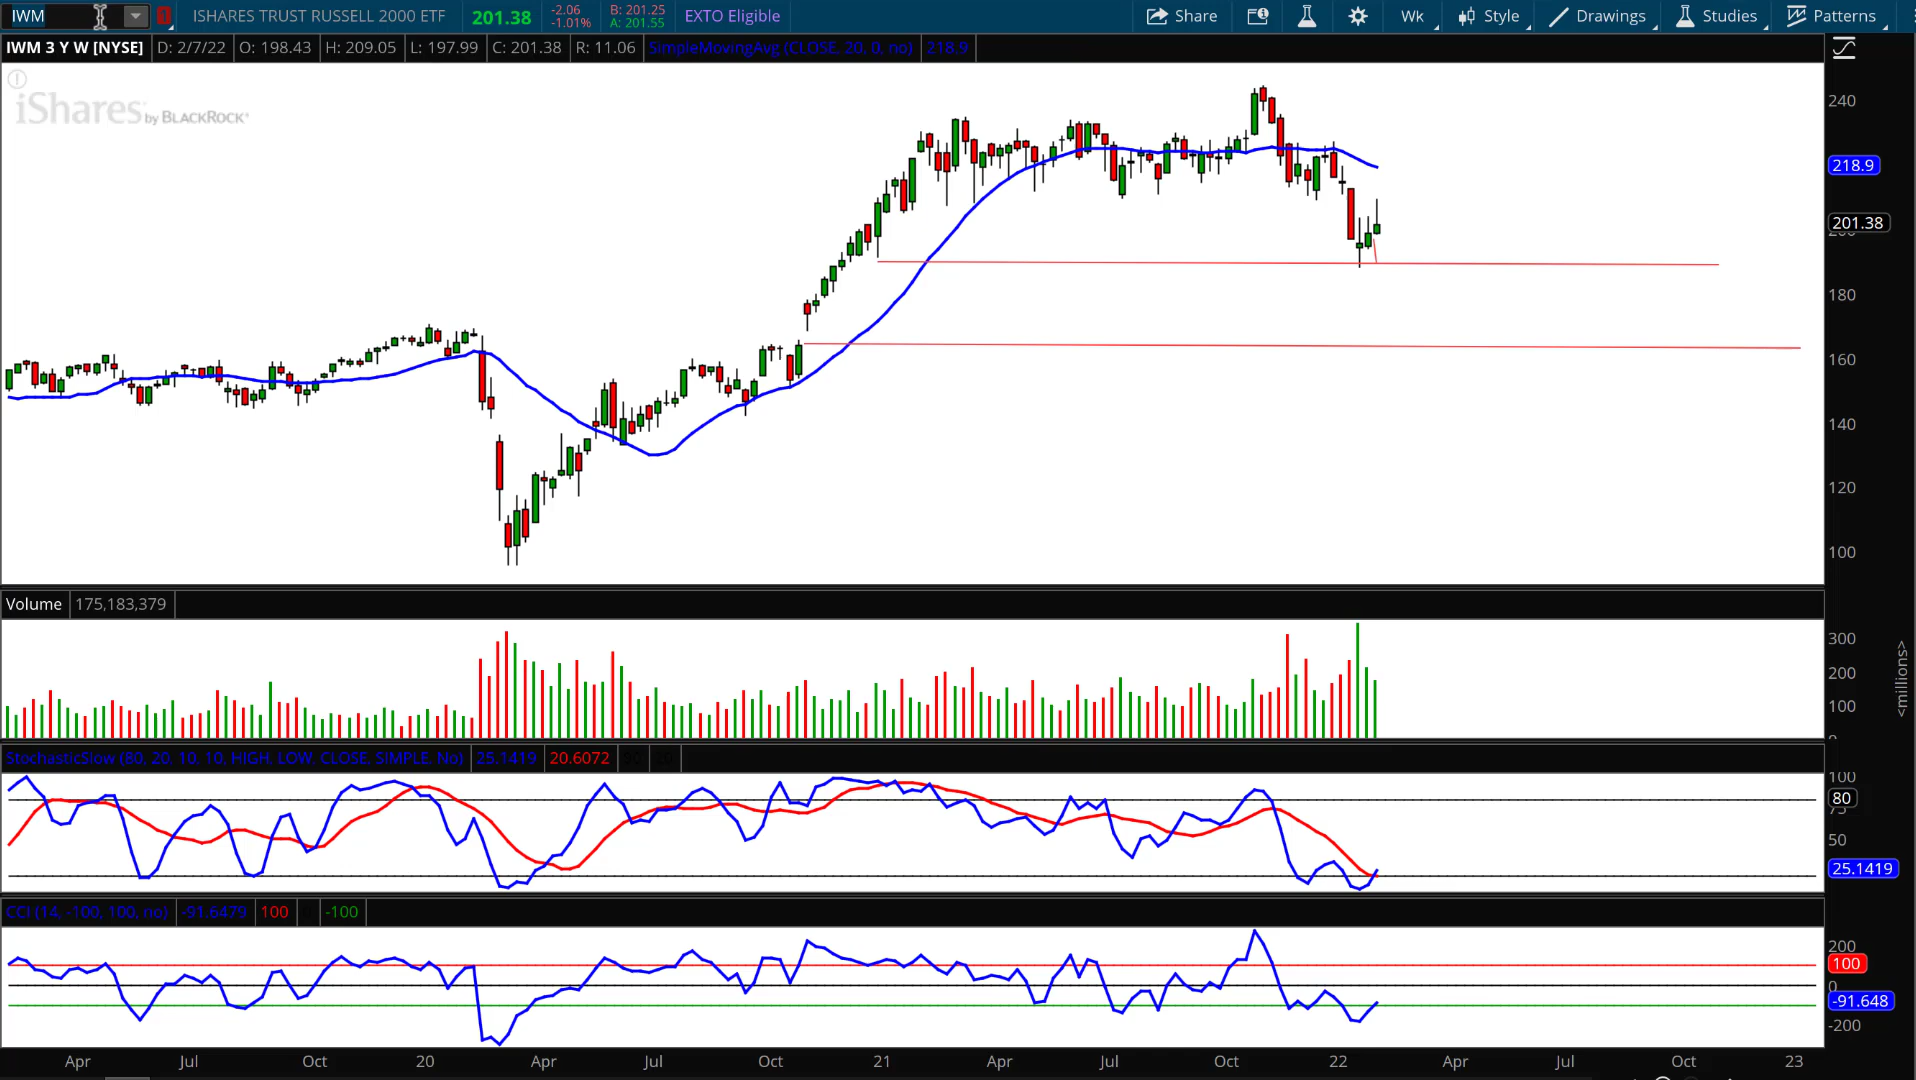 IWM 1 ISHARES TRUST RUSSELL 2000 ETF 201.38 -2.06 -1.01% B: 201.25 A: 201.55 EXTO Eligible Share Wk Style Drawings Studies Patterns
IWM 3 Y W [NYSE] D: 2/7/22 O: 198.43 H: 209.05 L: 197.99 C: 201.38 R: 11.06 SimpleMovingAvg (CLOSE, 20, 0, no) 218.9
iShares by BLACKROCK
240
218.9
201.38
180
160
140
120
100
Volume 175,183,379
300
200
100
0
<millions>
StochasticSlow (80, 20, 10, 10, HIGH, LOW, CLOSE, SIMPLE, No) 25.1419 20.6072
100
80
75
50
25.1419
CCI (14, -100, 100, no) -91.6479 100 -100
200
100
0
-91.648
-200
Apr Jul Oct 20 Apr Jul Oct 21 Apr Jul Oct 22 Apr Jul Oct 23